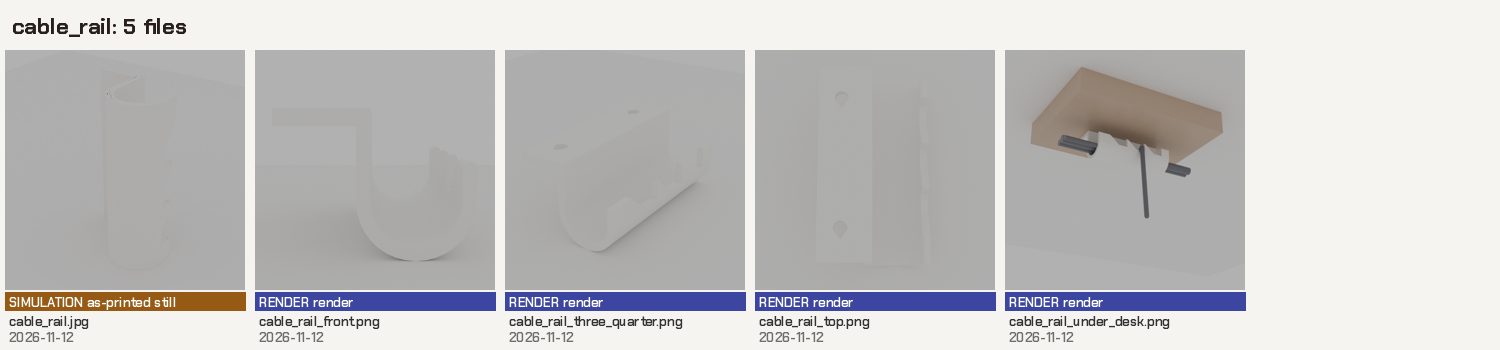 cable_rail: 5 files
SIMULATION as-printed still
cable_rail.jpg
2026-11-12
RENDER render
cable_rail_front.png
2026-11-12
RENDER render
cable_rail_three_quarter.png
2026-11-12
RENDER render
cable_rail_top.png
2026-11-12
RENDER render
cable_rail_under_desk.png
2026-11-12